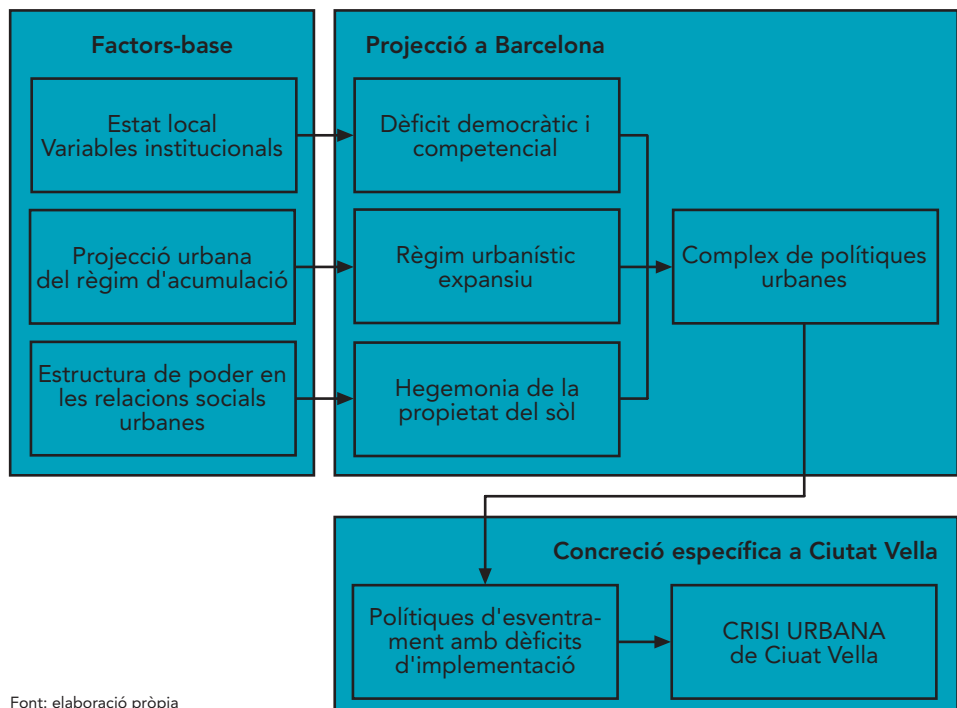 Factors-base
Estat local
Variables institucionals
Projecció urbana
del règim d'acumulació
Estructura de poder en
les relacions socials
urbanes
Projecció a Barcelona
Dèficit democràtic i
competencial
Règim urbanístic
expansiu
Hegemonia de la
propietat del sòl
Complex de polítiques
urbanes
Concreció específica a Ciutat Vella
Polítiques d'esventra-
ment amb dèficits
d'implementació
CRISI URBANA
de Ciuat Vella
Font: elaboració pròpia